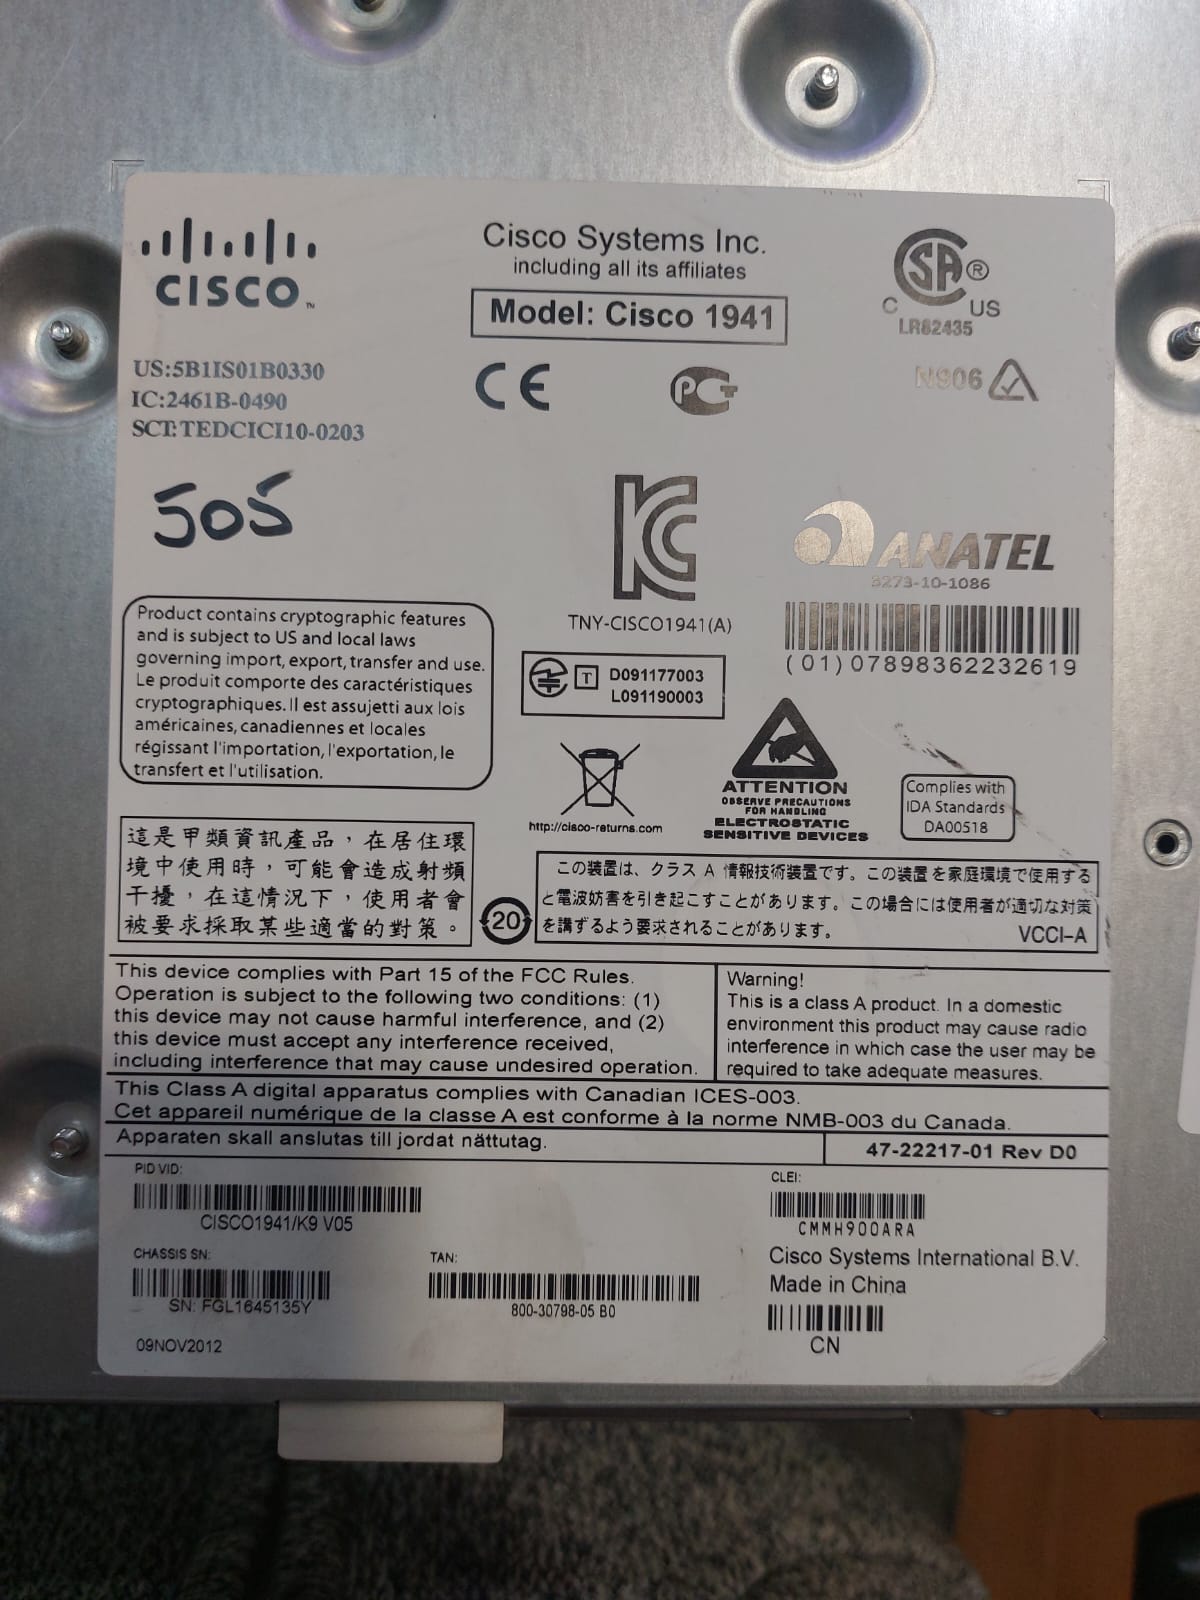 CISCO™
Cisco Systems Inc.
including all its affiliates
Model: Cisco 1941
SA®
C US
LR82435
US:5B1IS01B0330
IC:2461B-0490
SCT:TEDCICI10-0203
CE
PCT
N906
505
KC
TNY-CISCO1941(A)
ANATEL
3273-10-1086
(01)07898362232619
Product contains cryptographic features
and is subject to US and local laws
governing import, export, transfer and use.
Le produit comporte des caractéristiques
cryptographiques. Il est assujetti aux lois
américaines, canadiennes et locales
régissant l'importation, l'exportation, le
transfert et l'utilisation.
T D091177003
L091190003
http://cisco-returns.com
ATTENTION
OBSERVE PRECAUTIONS
FOR HANDLING
ELECTROSTATIC
SENSITIVE DEVICES
Complies with
IDA Standards
DA00518
這是甲類資訊產品，在居住環
境中使用時，可能會造成射頻
干擾，在這情況下，使用者會
被要求採取某些適當的對策。
20
この装置は、クラス A 情報技術装置です。この装置を家庭環境で使用する
と電波妨害を引き起こすことがあります。この場合には使用者が適切な対策
を講ずるよう要求されることがあります。
VCCI-A
This device complies with Part 15 of the FCC Rules.
Operation is subject to the following two conditions: (1)
this device may not cause harmful interference, and (2)
this device must accept any interference received,
including interference that may cause undesired operation.
Warning!
This is a class A product. In a domestic
environment this product may cause radio
interference in which case the user may be
required to take adequate measures.
This Class A digital apparatus complies with Canadian ICES-003.
Cet appareil numérique de la classe A est conforme à la norme NMB-003 du Canada.
Apparaten skall anslutas till jordat nättutag.
47-22217-01 Rev D0
PID VID:
CISCO1941/K9 V05
CLEI:
CMMH900ARA
CHASSIS SN:
SN: FGL1645135Y
TAN:
800-30798-05 B0
Cisco Systems International B.V.
Made in China
CN
09NOV2012